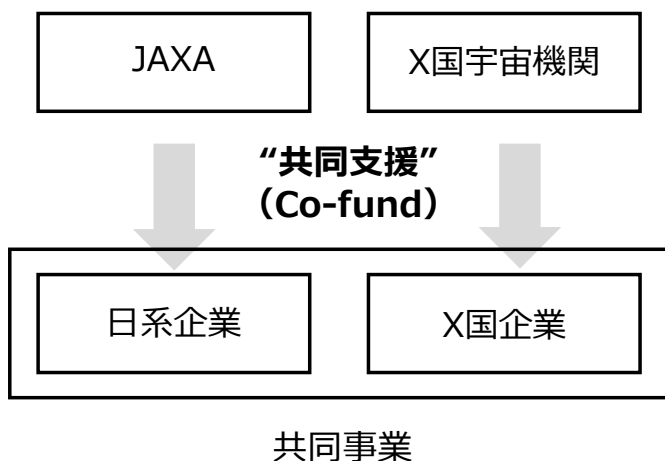 JAXA
X国宇宙機関
“共同支援”
（Co-fund）
日系企業
X国企業
共同事業